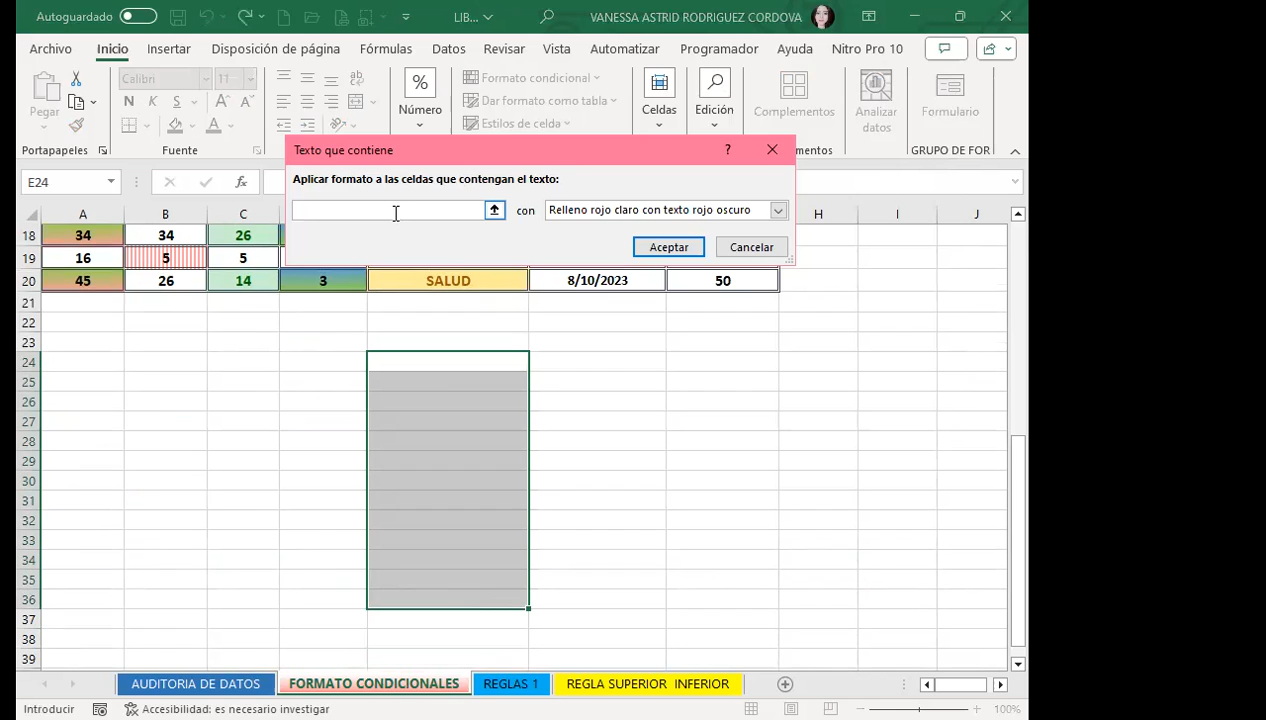 Autoguardado
LIB...
VANESSA ASTRID RODRIGUEZ CORDOVA
Archivo Inicio Insertar Disposición de página Fórmulas Datos Revisar Vista Automatizar Programador Ayuda Nitro Pro 10
Pegar
Calibri 11
N K S A A
A
Número
Formato condicional
Dar formato como tabla
Estilos de celda
Celdas
Edición
Complementos
Analizar
datos
Formulario
Portapapeles Fuente GRUPO DE FOR
Texto que contiene ?
Aplicar formato a las celdas que contengan el texto:
con Relleno rojo claro con texto rojo oscuro
Aceptar Cancelar
E24 fx
A B C H I J
18 34 34 26
19 16 5 5
20 45 26 14 3 SALUD 8/10/2023 50
21
22
23
24
25
26
27
28
29
30
31
32
33
34
35
36
37
38
39
AUDITORIA DE DATOS FORMATO CONDICIONALES REGLAS 1 REGLA SUPERIOR INFERIOR
Introducir Accesibilidad: es necesario investigar 100%